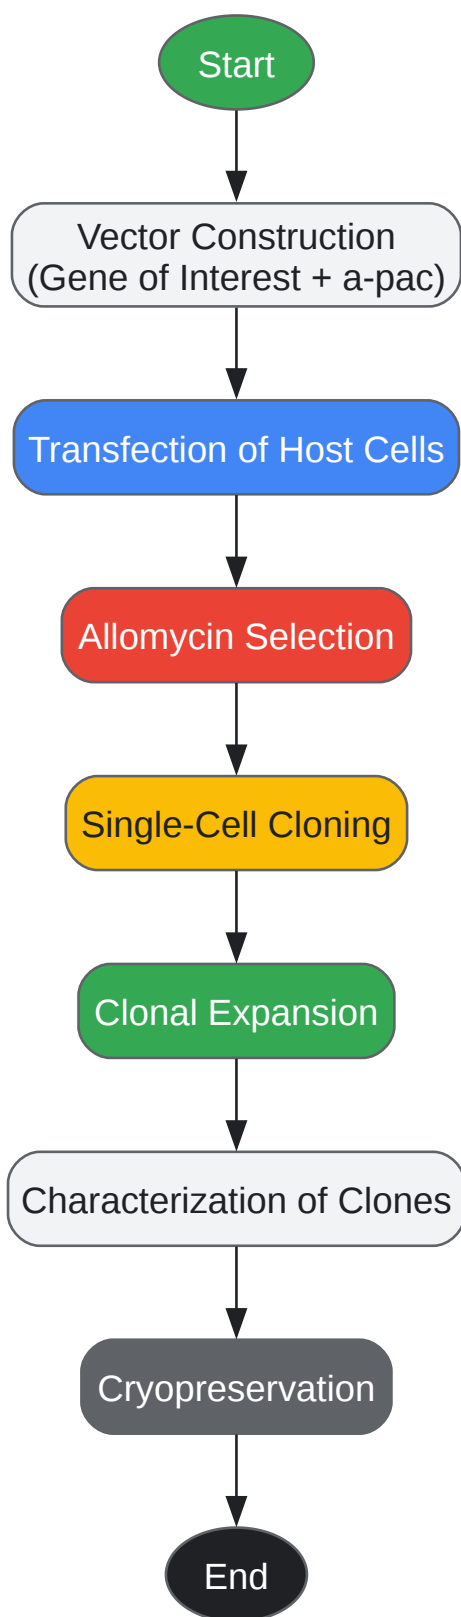 Start
Vector Construction
(Gene of Interest + a-pac)
Transfection of Host Cells
Allomycin Selection
Single-Cell Cloning
Clonal Expansion
Characterization of Clones
Cryopreservation
End